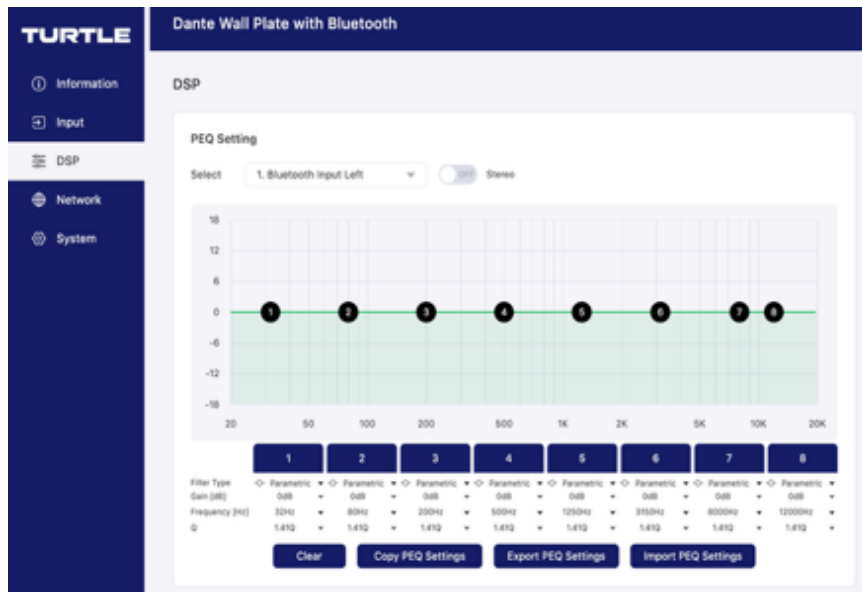 TURTLE
Dante Wall Plate with Bluetooth
Information
Input
DSP
Network
System
DSP
PEQ Setting
Select 1. Bluetooth Input Left OFF Stereo
18
12
6
0 1 2 3 4 5 6 7 8
-6
-12
-18
20 50 100 200 500 1K 2K 5K 10K 20K
1 2 3 4 5 6 7 8
Filter Type Parametric Parametric Parametric Parametric Parametric Parametric Parametric Parametric
Gain [dB] 0dB 0dB 0dB 0dB 0dB 0dB 0dB 0dB
Frequency [Hz] 32Hz 80Hz 200Hz 500Hz 1250Hz 3150Hz 8000Hz 12000Hz
Q 1.41Q 1.41Q 1.41Q 1.41Q 1.41Q 1.41Q 1.41Q 1.41Q
Clear Copy PEQ Settings Export PEQ Settings Import PEQ Settings